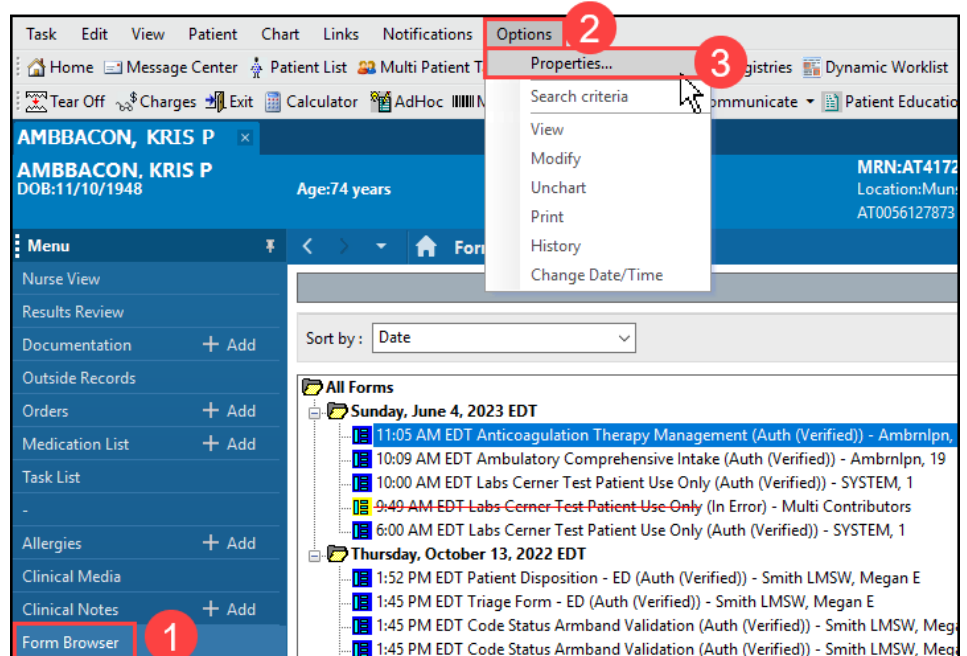 Task Edit View Patient Chart Links Notifications Options 2
Home Message Center Patient List Multi Patient T Properties... 3 gistries Dynamic Worklist
Tear Off Charges Exit Calculator AdHoc Search criteria ommunicate Patient Educatio
AMBBACON, KRIS P ×
View
AMBBACON, KRIS P MRN:AT4172
Modify
DOB:11/10/1948 Age:74 years Unchart Location:Muns
Print AT0056127873
Menu Form History
Nurse View Change Date/Time
Results Review
Documentation + Add Sort by : Date
Outside Records All Forms
Orders + Add Sunday, June 4, 2023 EDT
11:05 AM EDT Anticoagulation Therapy Management (Auth (Verified)) - Ambrnlpn,
Medication List + Add 10:09 AM EDT Ambulatory Comprehensive Intake (Auth (Verified)) - Ambrnlpn, 19
Task List 10:00 AM EDT Labs Cerner Test Patient Use Only (Auth (Verified)) - SYSTEM, 1
- 9:49 AM EDT Labs Cerner Test Patient Use Only (In Error) - Multi Contributors
6:00 AM EDT Labs Cerner Test Patient Use Only (Auth (Verified)) - SYSTEM, 1
Allergies + Add Thursday, October 13, 2022 EDT
Clinical Media 1:52 PM EDT Patient Disposition - ED (Auth (Verified)) - Smith LMSW, Megan E
Clinical Notes + Add 1:45 PM EDT Triage Form - ED (Auth (Verified)) - Smith LMSW, Megan E
1:45 PM EDT Code Status Armband Validation (Auth (Verified)) - Smith LMSW, Mega
Form Browser 1 1:45 PM EDT Code Status Armband Validation (Auth (Verified)) - Smith LMSW, Mega